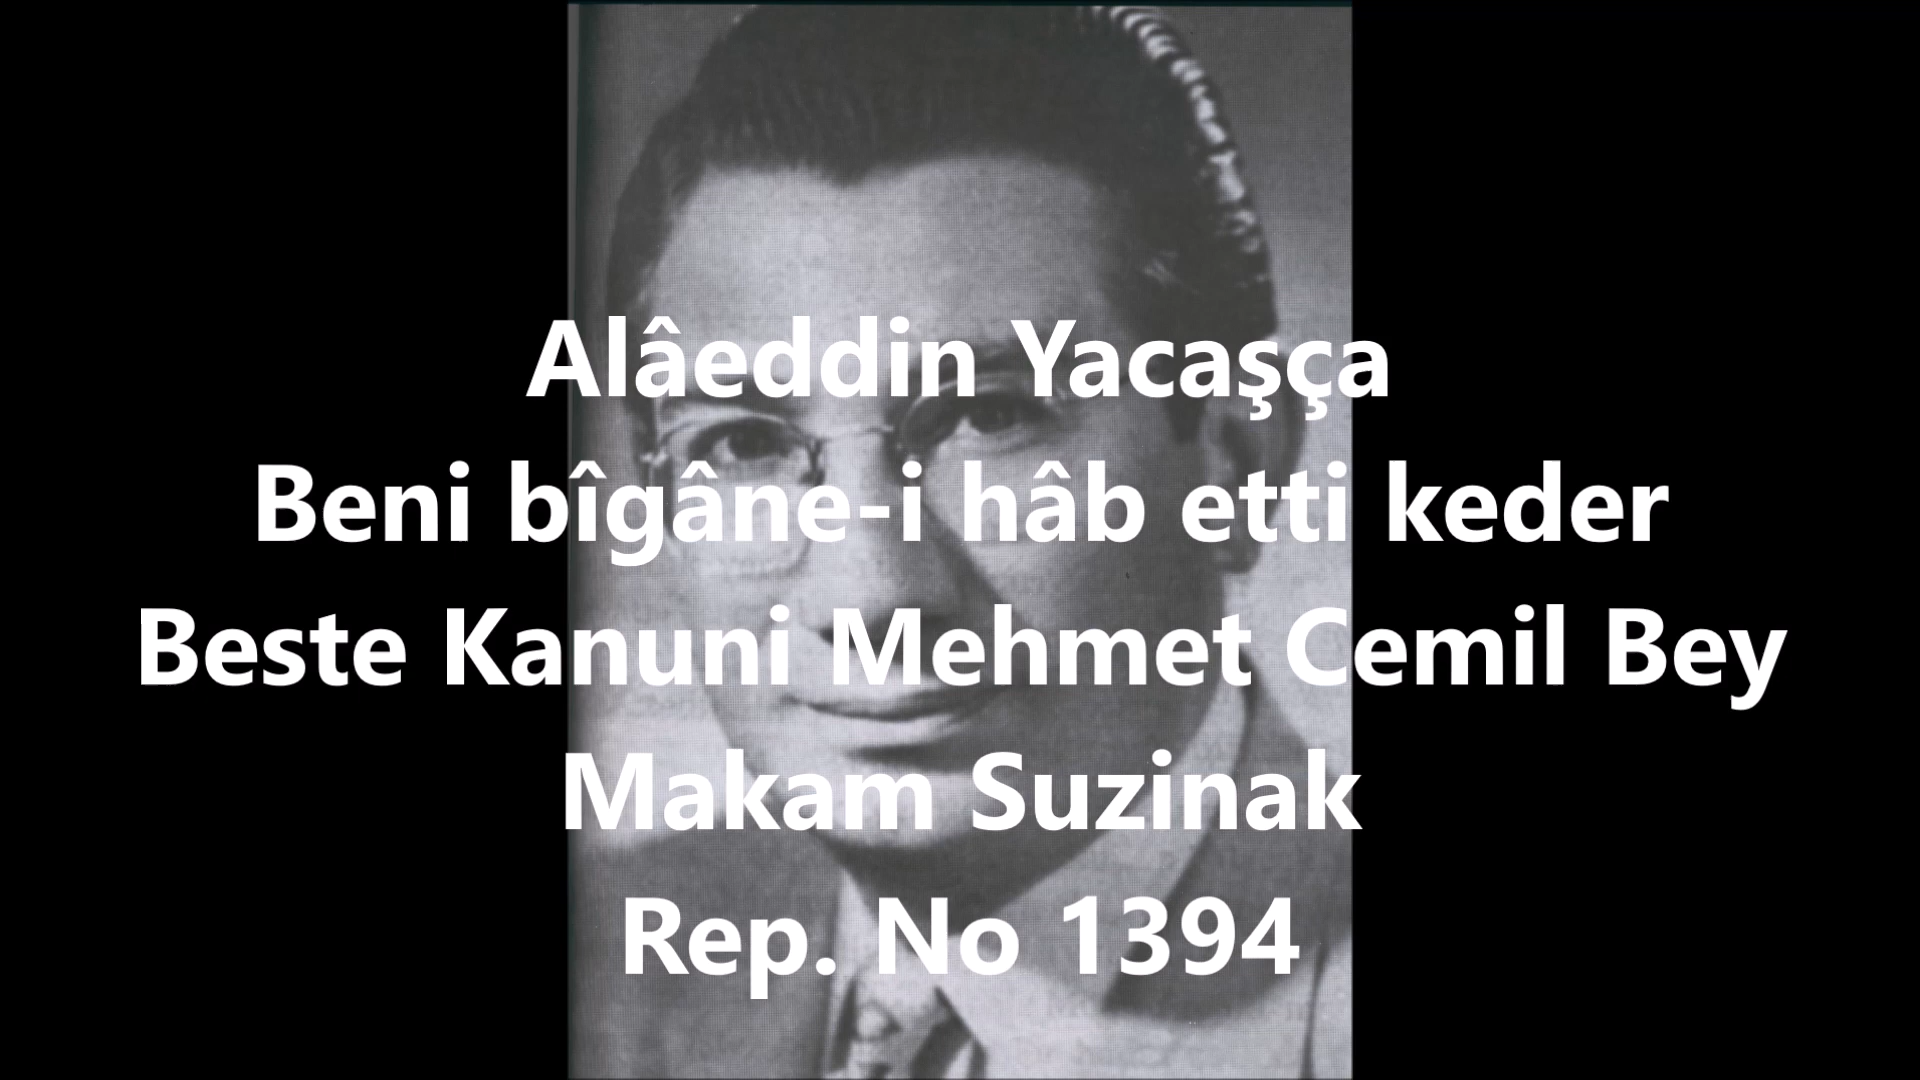 Alâeddin Yacaşça
Beni bîgâne-i hâb etti keder
Beste Kanuni Mehmet Cemil Bey
Makam Suzinak
Rep. No 1394